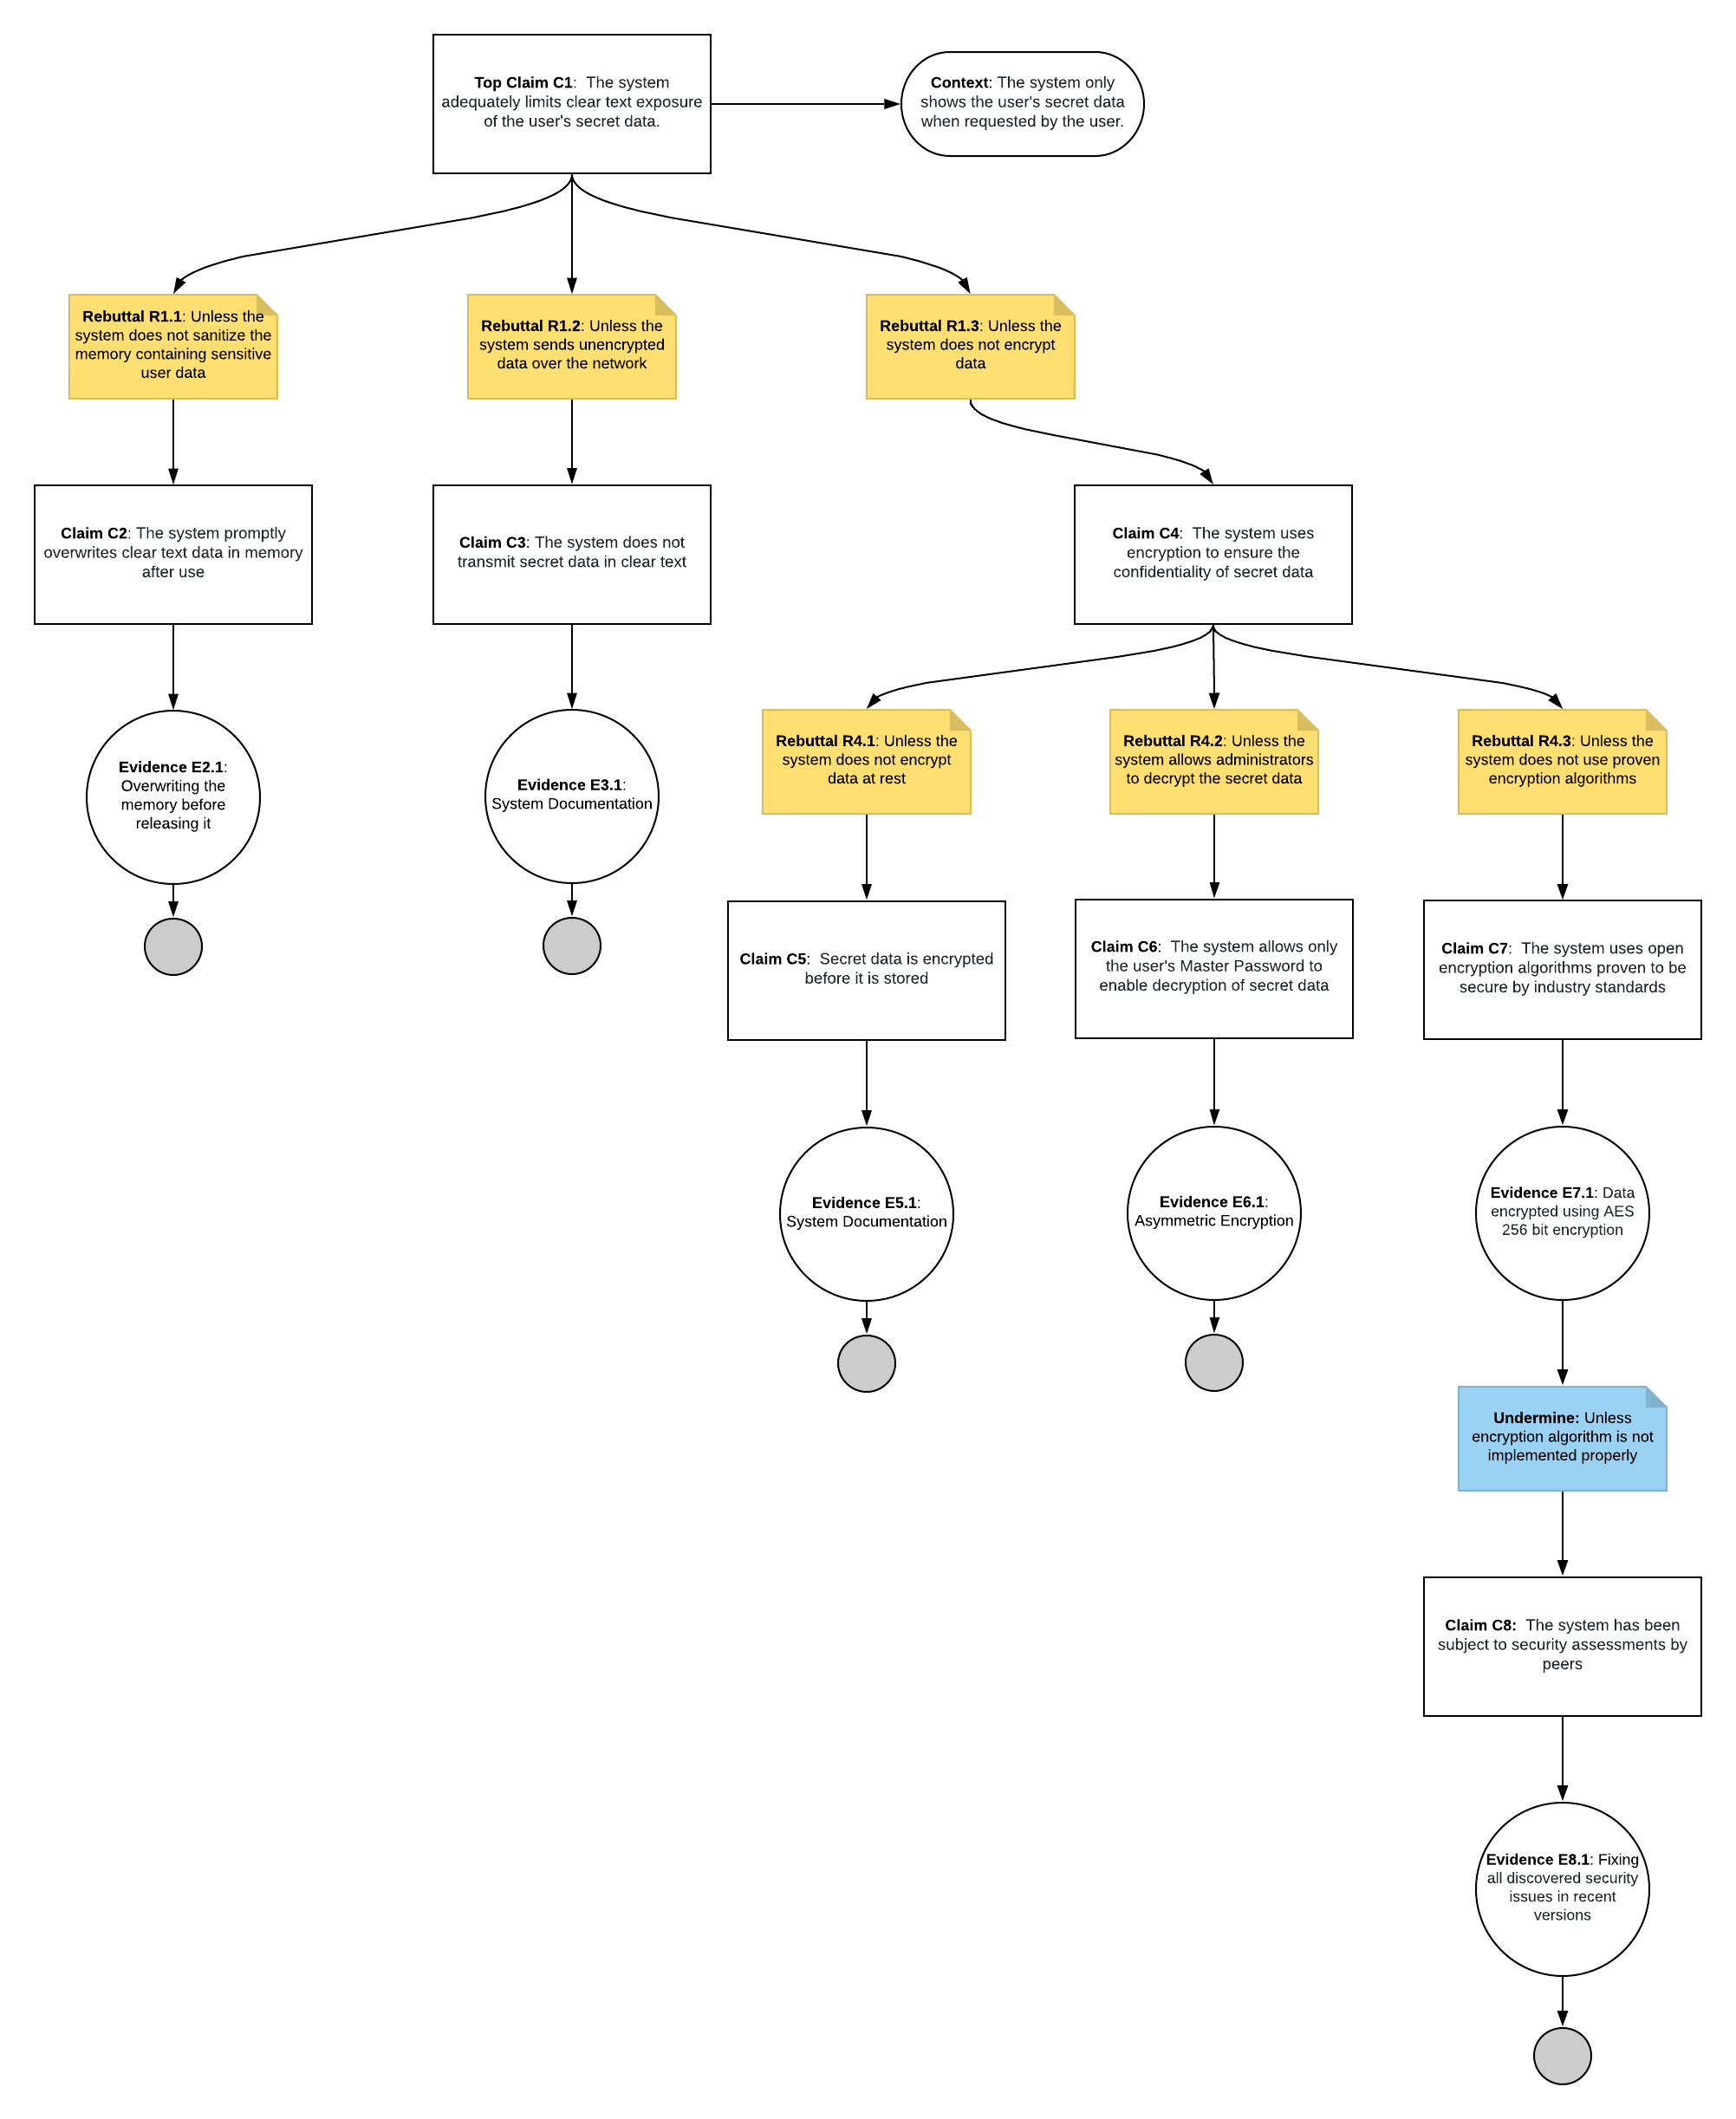 Top Claim C1:  The system
adequately limits clear text exposure
of the user's secret data.
Context: The system only
shows the user's secret data
when requested by the user.
Rebuttal R1.1: Unless the
system does not sanitize the
memory containing sensitive
user data
Rebuttal R1.2: Unless the
system sends unencrypted
data over the network
Rebuttal R1.3: Unless the
system does not encrypt
data
Claim C2: The system promptly
overwrites clear text data in memory
after use
Claim C3: The system does not
transmit secret data in clear text
Claim C4:  The system uses
encryption to ensure the
confidentiality of secret data
Evidence E2.1:
Overwriting the
memory before
releasing it
Evidence E3.1:
System Documentation
Rebuttal R4.1: Unless the
system does not encrypt
data at rest
Rebuttal R4.2: Unless the
system allows administrators
to decrypt the secret data
Rebuttal R4.3: Unless the
system does not use proven
encryption algorithms
Claim C5:  Secret data is encrypted
before it is stored
Claim C6:  The system allows only
the user's Master Password to
enable decryption of secret data
Claim C7:  The system uses open
encryption algorithms proven to be
secure by industry standards
Evidence E5.1:
System Documentation
Evidence E6.1:
Asymmetric Encryption
Evidence E7.1: Data
encrypted using AES
256 bit encryption
Undermine: Unless
encryption algorithm is not
implemented properly
Claim C8:  The system has been
subject to security assessments by
peers
Evidence E8.1: Fixing
all discovered security
issues in recent
versions